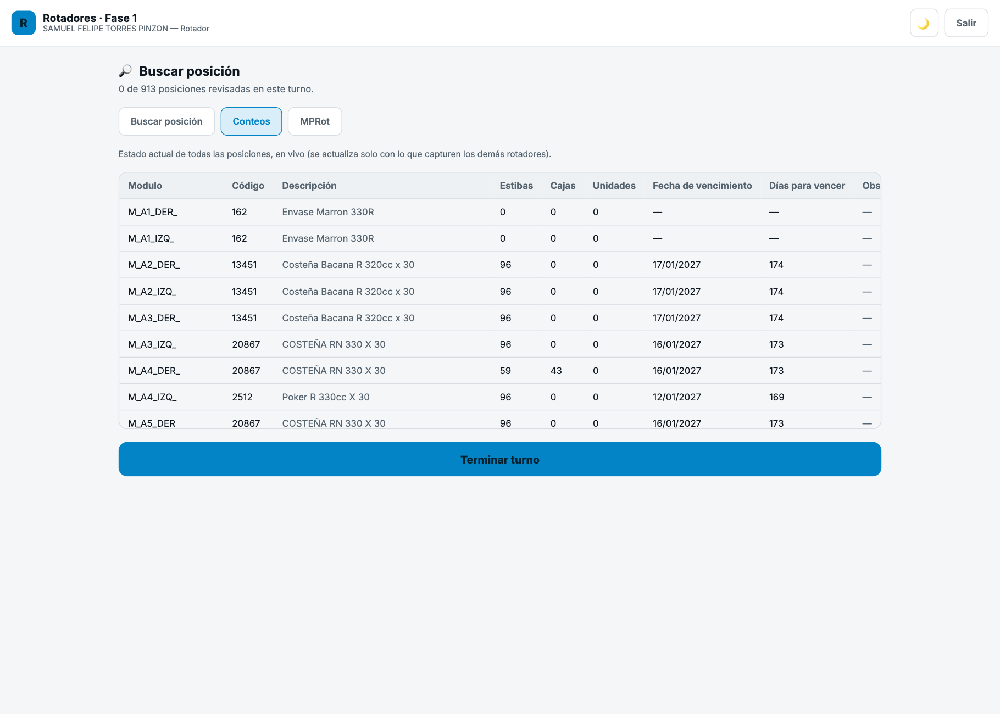 R
Rotadores · Fase 1
SAMUEL FELIPE TORRES PINZON — Rotador
Salir
Buscar posición
0 de 913 posiciones revisadas en este turno.
Buscar posición Conteos MPRot
Estado actual de todas las posiciones, en vivo (se actualiza solo con lo que capturen los demás rotadores).
Modulo Código Descripción Estibas Cajas Unidades Fecha de vencimiento Días para vencer Obs
M_A1_DER_ 162 Envase Marron 330R 0 0 0 — — —
M_A1_IZQ_ 162 Envase Marron 330R 0 0 0 — — —
M_A2_DER_ 13451 Costeña Bacana R 320cc x 30 96 0 0 17/01/2027 174 —
M_A2_IZQ_ 13451 Costeña Bacana R 320cc x 30 96 0 0 17/01/2027 174 —
M_A3_DER_ 13451 Costeña Bacana R 320cc x 30 96 0 0 17/01/2027 174 —
M_A3_IZQ_ 20867 COSTEÑA RN 330 X 30 96 0 0 16/01/2027 173 —
M_A4_DER_ 20867 COSTEÑA RN 330 X 30 59 43 0 16/01/2027 173 —
M_A4_IZQ_ 2512 Poker R 330cc X 30 96 0 0 12/01/2027 169 —
M_A5_DER 20867 COSTEÑA RN 330 X 30 96 0 0 16/01/2027 173 —
Terminar turno